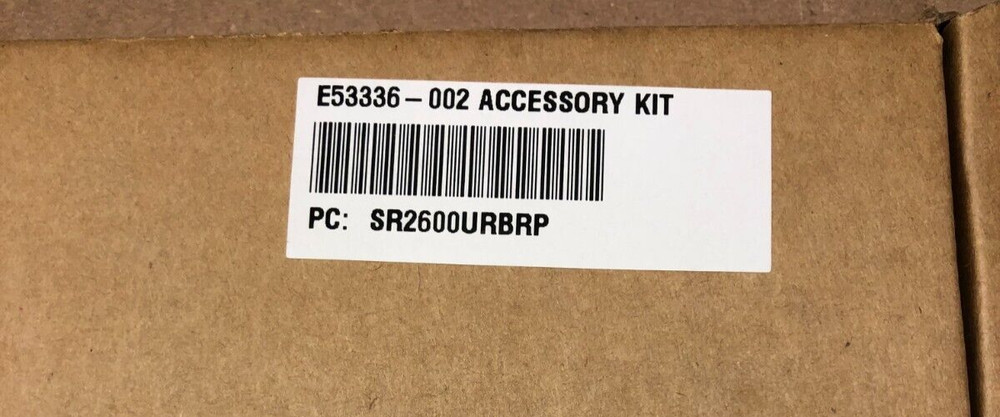 E53336-002 ACCESSORY KIT
PC: SR2600URBRP